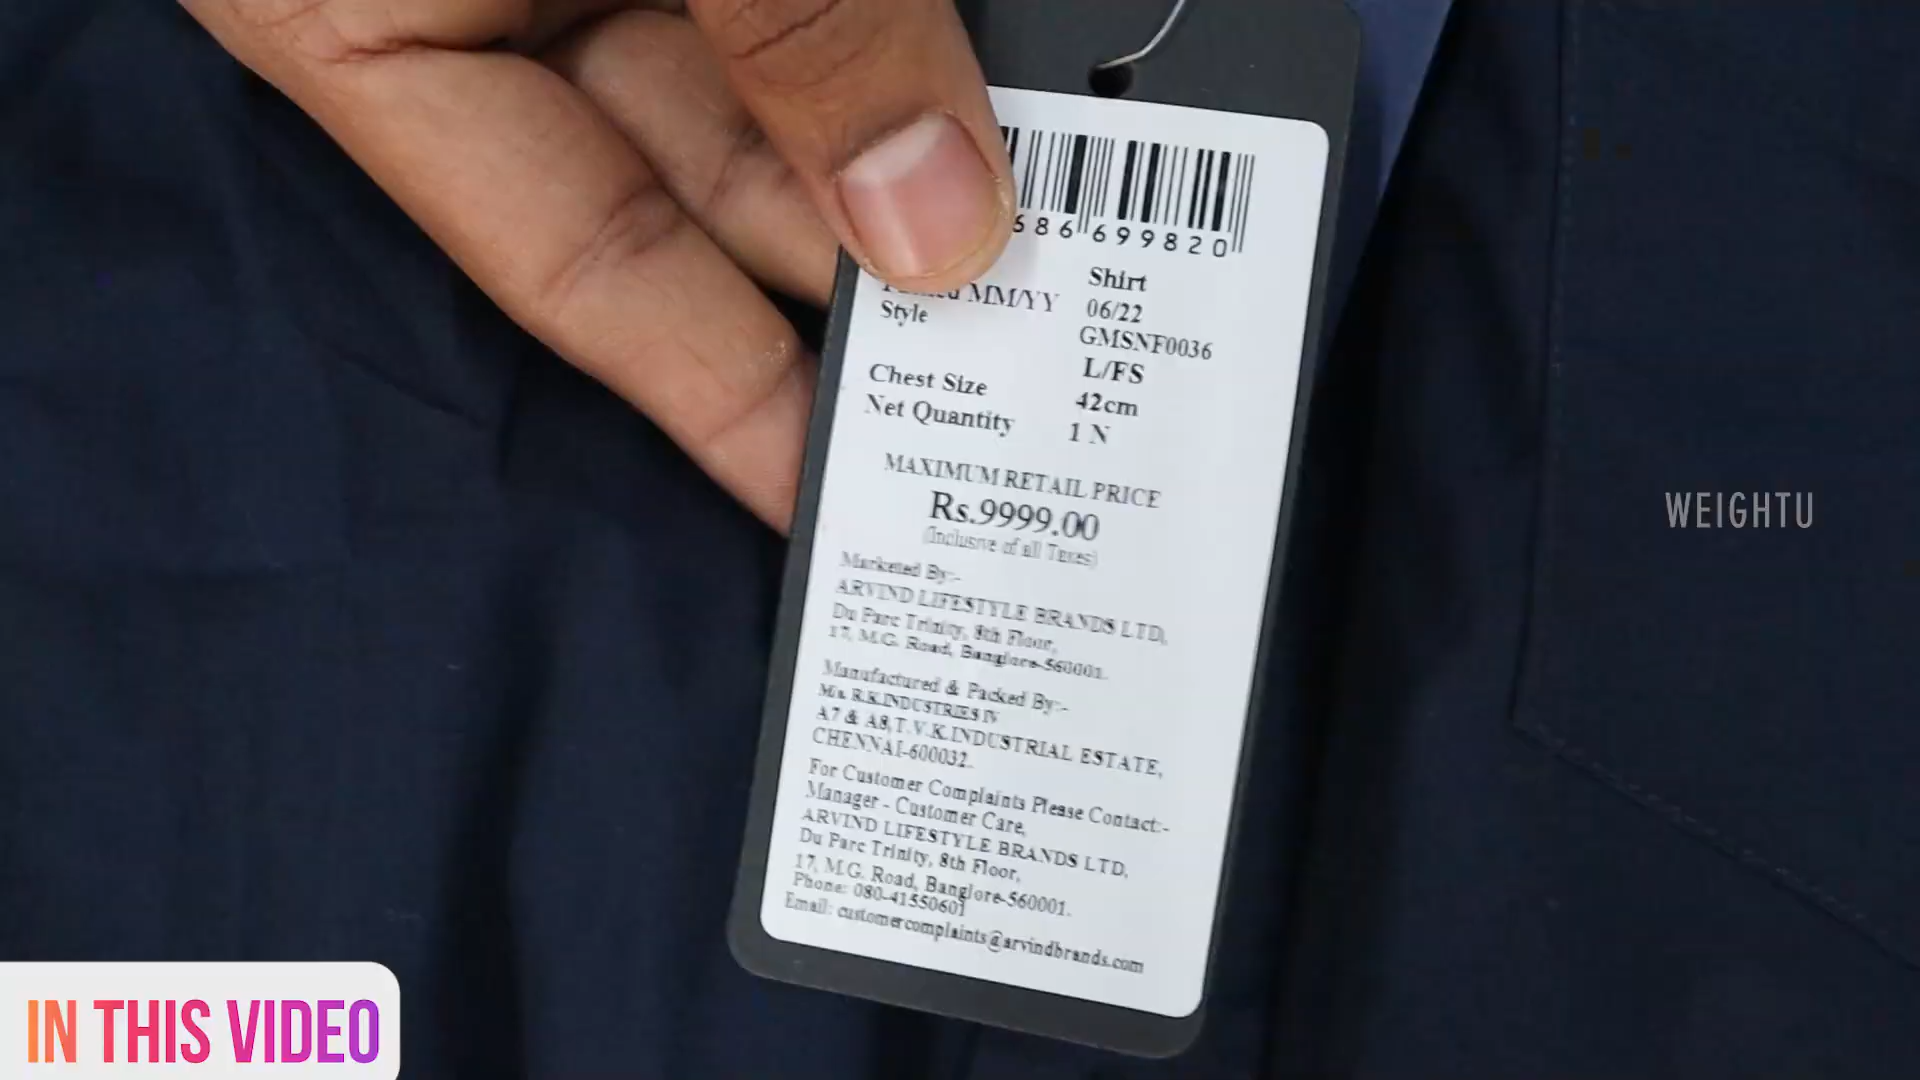 686 699820
Shirt
MM/YY 06/22
Style GMSNF0036
L/FS
Chest Size 42cm
Net Quantity 1 N
MAXIMUM RETAIL PRICE
Rs.9999.00
(Inclusive of all Taxes)
Marketed By:-
ARVIND LIFESTYLE BRANDS LTD,
Du Parc Trinity, 8th Floor,
17, M.G. Road, Banglore-560001.
Manufactured & Packed By:-
M/s. R.K.INDUSTRIES IV
A7 & A8,T.V.K.INDUSTRIAL ESTATE,
CHENNAI-600032.
For Customer Complaints Please Contact:-
Manager - Customer Care,
ARVIND LIFESTYLE BRANDS LTD,
Du Parc Trinity, 8th Floor,
17, M.G. Road, Banglore-560001.
Phone: 080-41550601
Email: customercomplaints@arvindbrands.com
WEIGHTU
IN THIS VIDEO